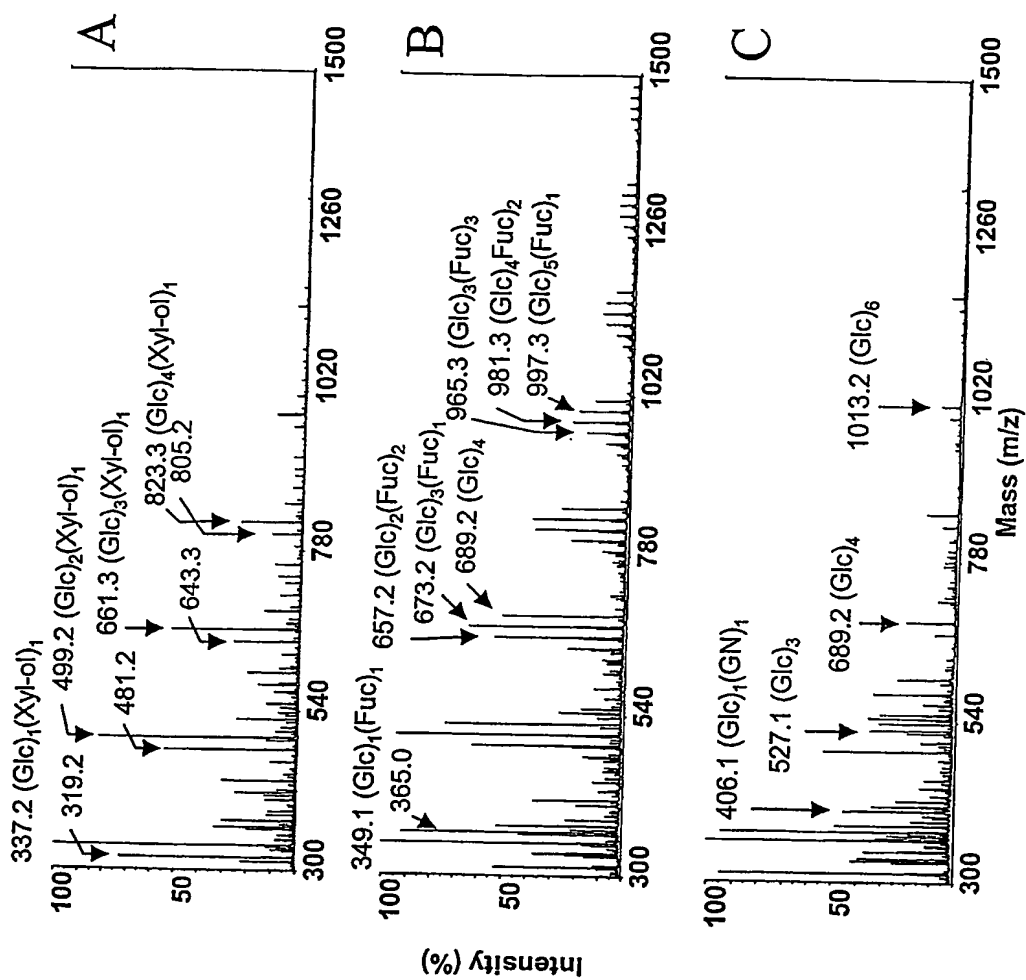 A
337.2 (Glc)₁(Xyl-ol)₁
319.2
499.2 (Glc)₂(Xyl-ol)₁
481.2
661.3 (Glc)₃(Xyl-ol)₁
643.3
823.3 (Glc)₄(Xyl-ol)₁
805.2
100
50
300
540
780
1020
1260
1500
B
349.1 (Glc)₁(Fuc)₁
365.0
657.2 (Glc)₂(Fuc)₂
673.2 (Glc)₃(Fuc)₁
689.2 (Glc)₄
965.3 (Glc)₃(Fuc)₃
981.3 (Glc)₄Fuc)₂
997.3 (Glc)₅(Fuc)₁
100
50
300
540
780
1020
1260
1500
C
406.1 (Glc)₁(GN)₁
527.1 (Glc)₃
689.2 (Glc)₄
1013.2 (Glc)₆
100
50
300
540
780
1020
1260
1500
Intensity (%)
Mass (m/z)